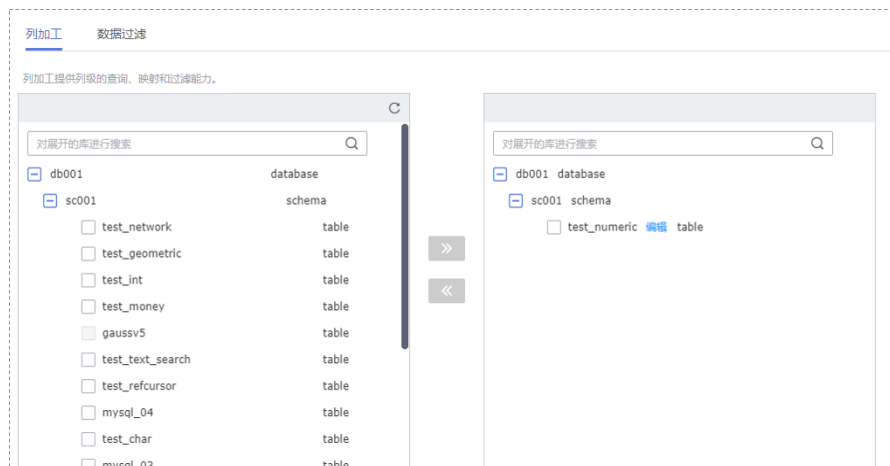 列加工 数据过滤
列加工提供列级的查询、映射和过滤能力。
对展开的库进行搜索
db001 database
sc001 schema
test_network table
test_geometric table
test_int table
test_money table
gaussv5 table
test_text_search table
test_refcursor table
mysql_04 table
test_char table
mysql_03 table
对展开的库进行搜索
db001 database
sc001 schema
test_numeric 编辑 table